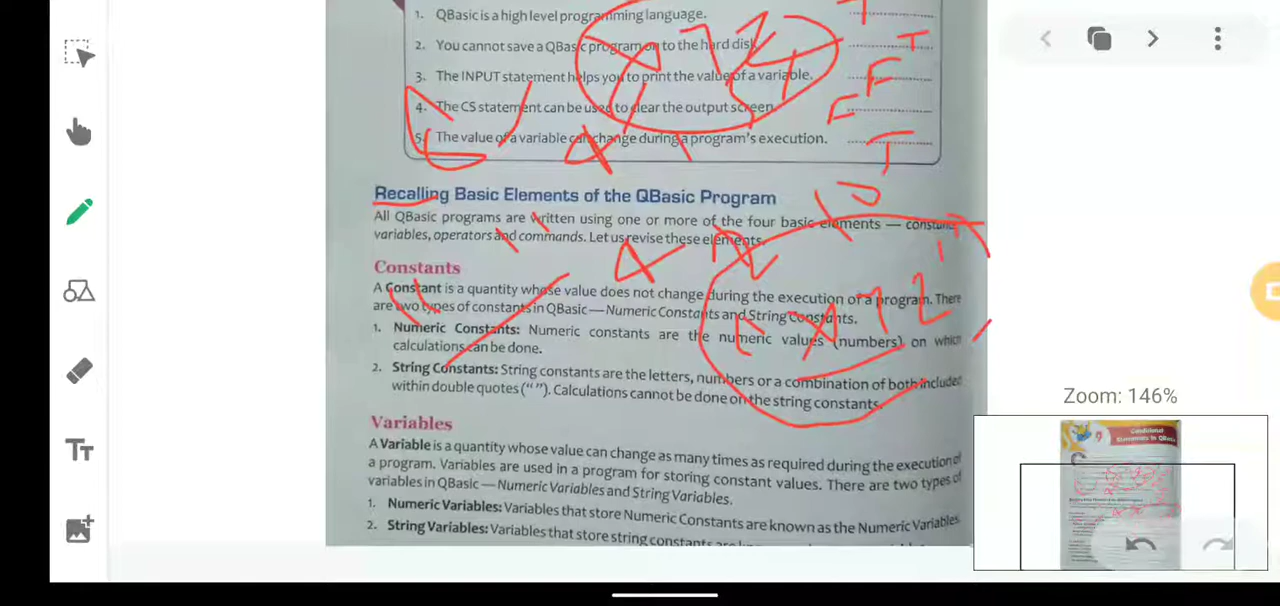 1. QBasic is a high level programming language.
T
2. You cannot save a QBasic program on to the hard disk.
T
3. The INPUT statement helps you to print the value of a variable.
F
4. The CS statement can be used to clear the output screen.
F
5. The value of a variable can change during a program's execution.
T
Recalling Basic Elements of the QBasic Program
All QBasic programs are written using one or more of the four basic elements — constants,
variables, operators and commands. Let us revise these elements.
Constants
A Constant is a quantity whose value does not change during the execution of a program. There
are two types of constants in QBasic — Numeric Constants and String Constants.
1. Numeric Constants: Numeric constants are the numeric values (numbers) on which
calculations can be done.
2. String Constants: String constants are the letters, numbers or a combination of both included
within double quotes (" "). Calculations cannot be done on the string constants.
Variables
A Variable is a quantity whose value can change as many times as required during the execution of
a program. Variables are used in a program for storing constant values. There are two types of
variables in QBasic — Numeric Variables and String Variables.
1. Numeric Variables: Variables that store Numeric Constants are known as the Numeric Variables.
2. String Variables: Variables that store string constants are
TT
Zoom: 146%
9
Conditional
Statements in QBasic